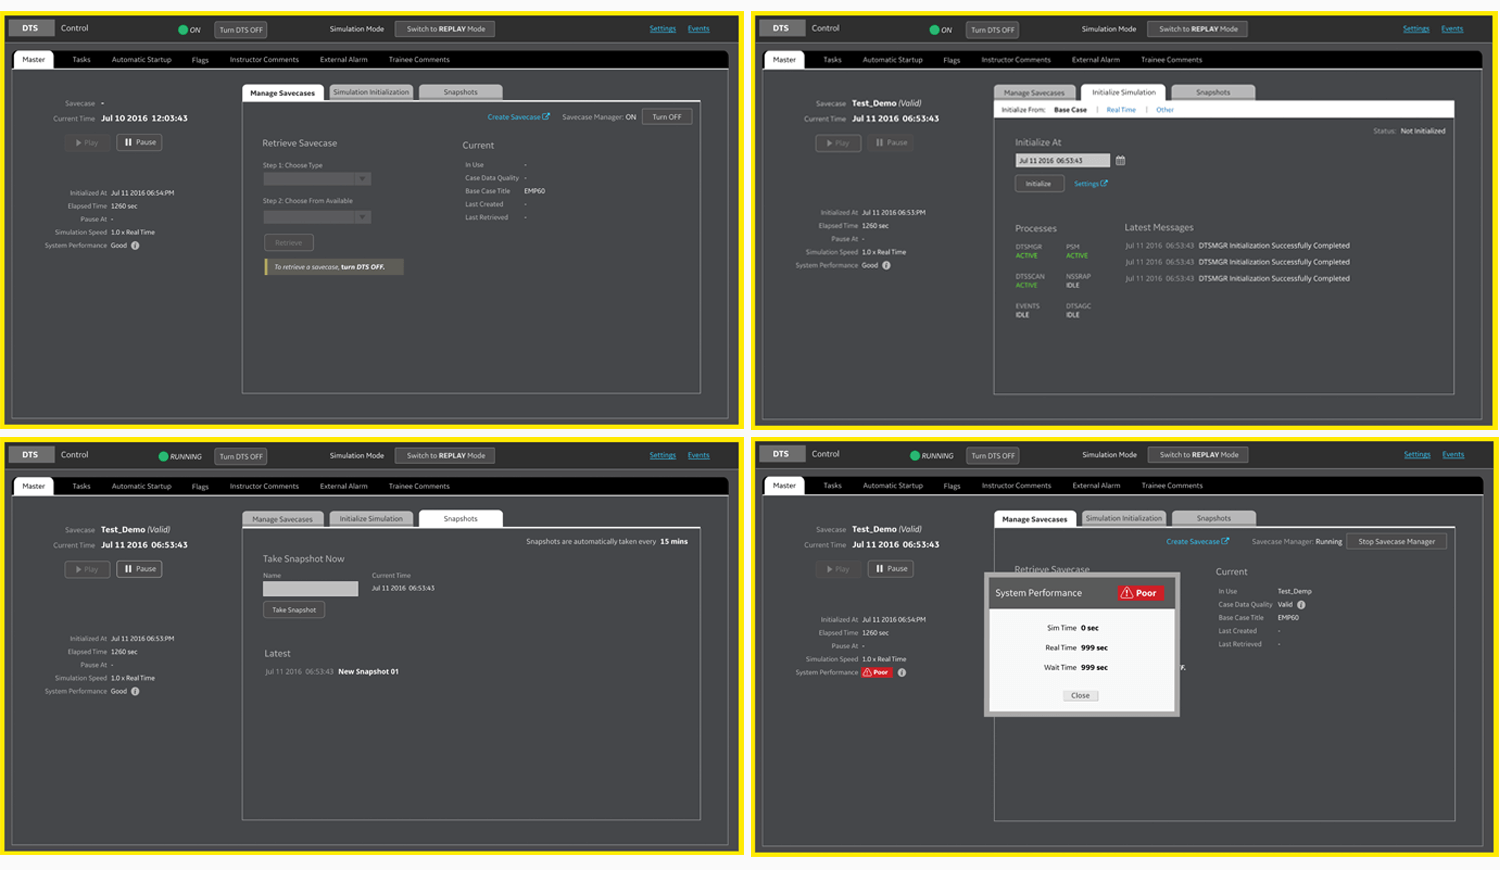 DTS Control ON Turn DTS OFF Simulation Mode Switch to REPLAY Mode Settings Events
Master Tasks Automatic Startup Flags Instructor Comments External Alarm Trainee Comments
Savecase -
Current Time Jul 10 2016 12:03:43
Play Pause
Initialized At Jul 11 2016 06:54:PM
Elapsed Time 1260 sec
Pause At -
Simulation Speed 1.0 x Real Time
System Performance Good i
Manage Savecases Simulation Initialization Snapshots
Create Savecase Savecase Manager: ON Turn OFF
Retrieve Savecase
Step 1: Choose Type
Step 2: Choose From Available
Retrieve
To retrieve a savecase, turn DTS OFF.
Current
In Use -
Case Data Quality -
Base Case Title EMP60
Last Created -
Last Retrieved -
DTS Control ON Turn DTS OFF Simulation Mode Switch to REPLAY Mode Settings Events
Master Tasks Automatic Startup Flags Instructor Comments External Alarm Trainee Comments
Savecase Test_Demo (Valid)
Current Time Jul 11 2016 06:53:43
Play Pause
Initialized At Jul 11 2016 06:53:PM
Elapsed Time 1260 sec
Pause At -
Simulation Speed 1.0 x Real Time
System Performance Good i
Manage Savecases Initialize Simulation Snapshots
Initialize From: Base Case | Real Time | Other
Status: Not Initialized
Initialize At
Jul 11 2016 06:53:43
Initialize Settings
Processes
DTSMGR PSM
ACTIVE ACTIVE
DTSSCAN NSSRAP
ACTIVE IDLE
EVENTS DTSAGC
IDLE IDLE
Latest Messages
Jul 11 2016 06:53:43 DTSMGR Initialization Successfully Completed
Jul 11 2016 06:53:43 DTSMGR Initialization Successfully Completed
Jul 11 2016 06:53:43 DTSMGR Initialization Successfully Completed
DTS Control RUNNING Turn DTS OFF Simulation Mode Switch to REPLAY Mode Settings Events
Master Tasks Automatic Startup Flags Instructor Comments External Alarm Trainee Comments
Savecase Test_Demo (Valid)
Current Time Jul 11 2016 06:53:43
Play Pause
Initialized At Jul 11 2016 06:53:PM
Elapsed Time 1260 sec
Pause At -
Simulation Speed 1.0 x Real Time
System Performance Good i
Manage Savecases Initialize Simulation Snapshots
Snapshots are automatically taken every 15 mins
Take Snapshot Now
Name Current Time
Jul 11 2016 06:53:43
Take Snapshot
Latest
Jul 11 2016 06:53:43 New Snapshot 01
DTS Control RUNNING Turn DTS OFF Simulation Mode Switch to REPLAY Mode Settings Events
Master Tasks Automatic Startup Flags Instructor Comments External Alarm Trainee Comments
Savecase Test_Demo (Valid)
Current Time Jul 11 2016 06:53:43
Play Pause
Initialized At Jul 11 2016 06:54:PM
Elapsed Time 1260 sec
Pause At -
Simulation Speed 1.0 x Real Time
System Performance Poor i
Manage Savecases Simulation Initialization Snapshots
Create Savecase Savecase Manager: Running Stop Savecase Manager
Retrieve Savecase
System Performance Poor
Sim Time 0 sec
Real Time 999 sec
Wait Time 999 sec
Close
F.
Current
In Use Test_Demp
Case Data Quality Valid i
Base Case Title EMP60
Last Created -
Last Retrieved -